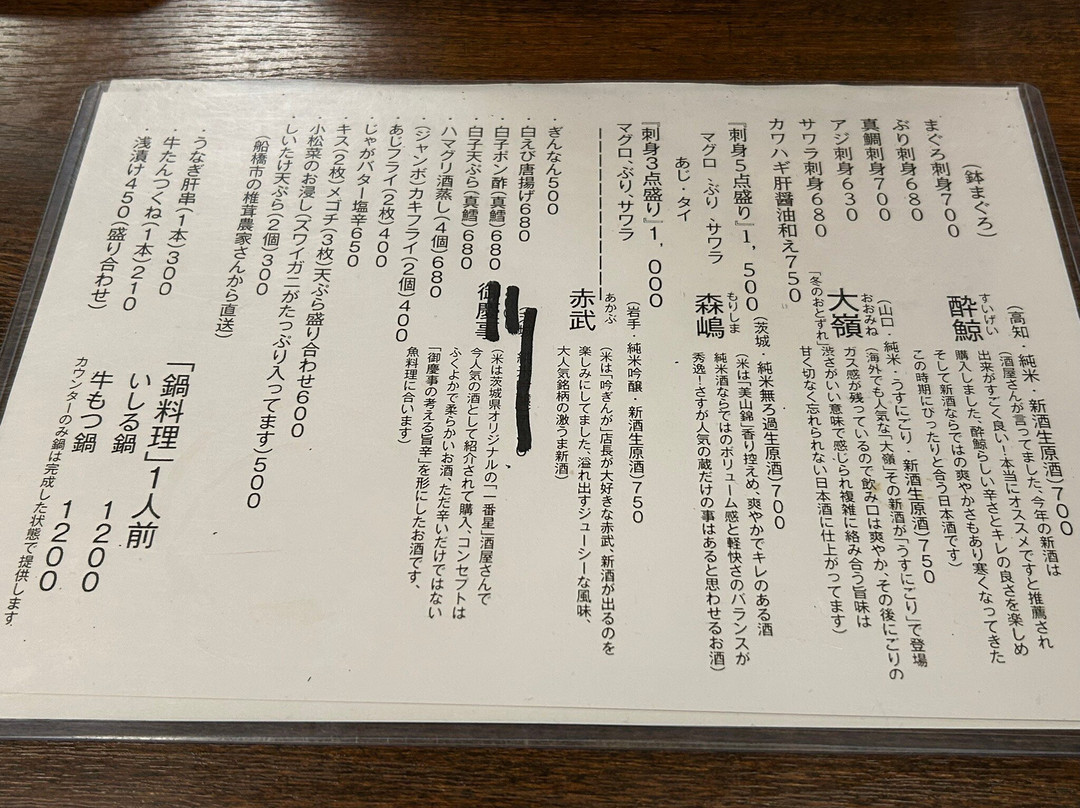 (鉢まぐろ)
まぐろ刺身700
ぶり刺身680
真鯛刺身700
アジ刺身630
サワラ刺身680
カワハギ肝醤油和え750
『刺身5点盛り』1,500
マグロ、ぶり、サワラ
あじ・タイ
『刺身3点盛り』1,000
マグロ、ぶり、サワラ
・ぎんなん500
・白えび唐揚げ680
・白子ポン酢(真鱈)680
・白子天ぷら(真鱈)680
・ハマグリ酒蒸し(4個)680
・(ジャンボ)カキフライ(2個)400
・あじフライ(2枚)400
・じゃがバター塩辛650
・キス(2枚)メゴチ(3枚)天ぷら盛り合わせ600
・小松菜のお浸し(ズワイガニがたっぷり入ってます)500
・しいたけ天ぷら(2個)300
(船橋市の椎茸農家さんから直送)
・うなぎ肝串(1本)300
・牛たんつくね(1本)210
・浅漬け450(盛り合わせ)
(高知・純米・新酒生原酒)700
すいげい
酔鯨
(酒屋さんが言ってました、今年の新酒は
出来がすごく良い!本当にオススメですと推薦され
購入しました、酔鯨らしい辛さとキレの良さを楽しめ
そして新酒ならではの爽やかさもあり寒くなってきた
この時期にぴったりと合う日本酒です)
(山口・純米・うすにごり・新酒生原酒)750
おおみね
大嶺
「冬のおとずれ」
(海外でも人気な「大嶺」その新酒が「うすにごり」で登場
ガス感が残っているので飲み口は爽やか、その後にごりの
渋さがいい意味で感じられ複雑に絡み合う旨味は
甘く切なく忘れられない日本酒に仕上がってます)
(茨城・純米無ろ過生原酒)700
もりしま
森嶋
(米は「美山錦」香り控えめ、爽やかでキレのある酒
純米酒ならではのボリューム感と軽快さのバランスが
秀逸!さすが人気の蔵だけの事はあると思わせるお酒)
(岩手・純米吟醸・新酒生原酒)750
あかぶ
赤武
(米は「吟ぎんが」店長が大好きな赤武、新酒が出るのを
楽しみにしてました、溢れ出すジューシーな風味、
大人気銘柄の激うま新酒)
御慶事
(米は茨城県オリジナルの「一番星」酒屋さんで
今人気の酒として紹介されて購入、コンセプトは
ふくよかで柔らかいお酒、ただ辛いだけではない
「御慶事の考える旨辛」を形にしたお酒です、
魚料理に合います)
「鍋料理」1人前
いしる鍋 1200
牛もつ鍋 1200
カウンターのみ鍋は完成した状態で提供します。